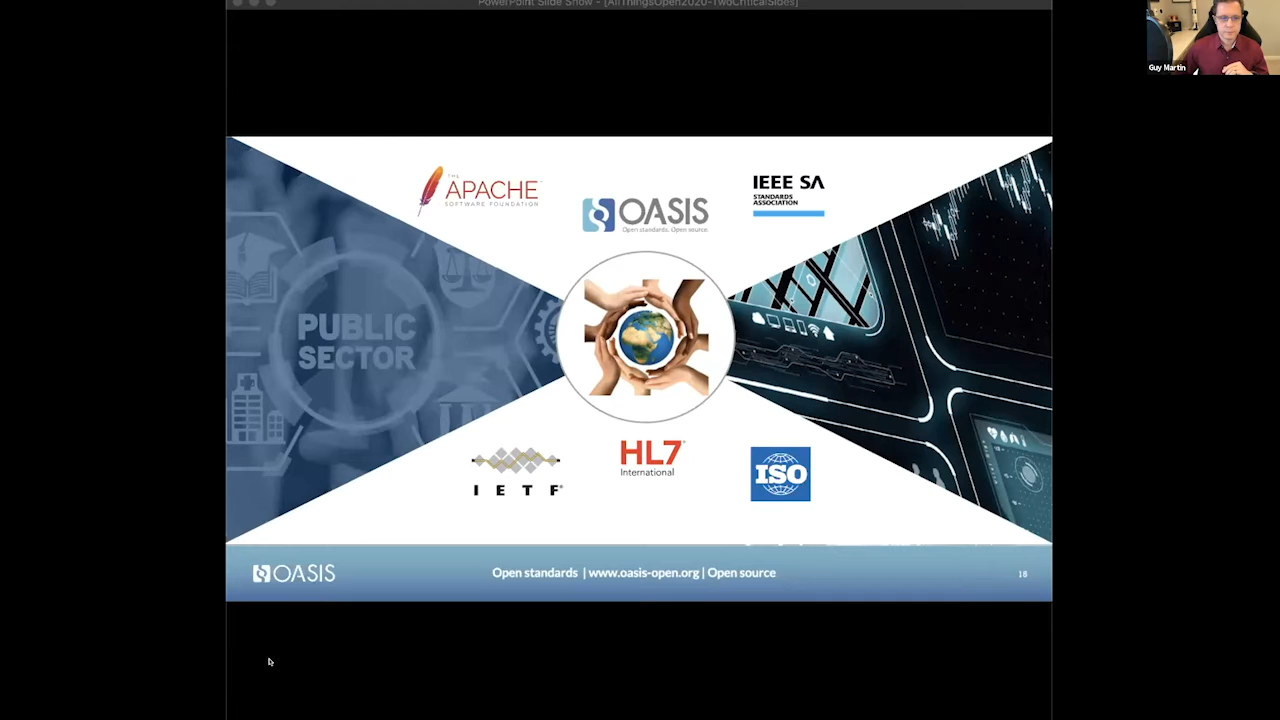 PowerPoint Slide Show - [AllThingsOpen2020-TwoCriticalSides]
Guy Martin
THE
APACHE
SOFTWARE FOUNDATION
OASIS
Open standards. Open source.
IEEE SA
STANDARDS
ASSOCIATION
PUBLIC
SECTOR
IETF®
HL7®
International
ISO
OASIS
Open standards | www.oasis-open.org | Open source
18